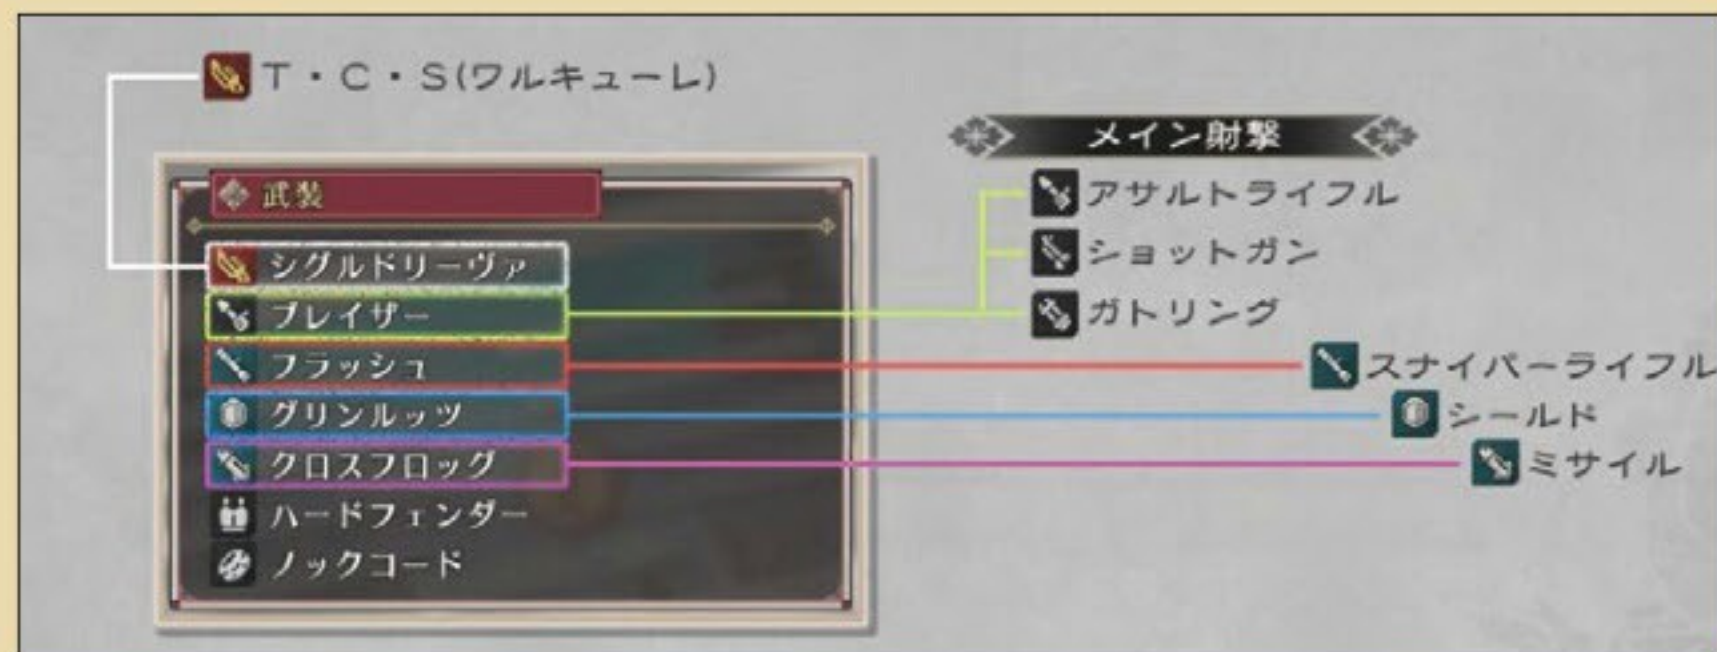 T・C・S(ワルキューレ)
メイン射撃
武装
アサルトライフル
シグルドリーヴァ
ショットガン
ブレイザー
ガトリング
フラッシュ
スナイパーライフル
グリンルッツ
シールド
クロスフロッグ
ミサイル
ハードフェンダー
ノックコード